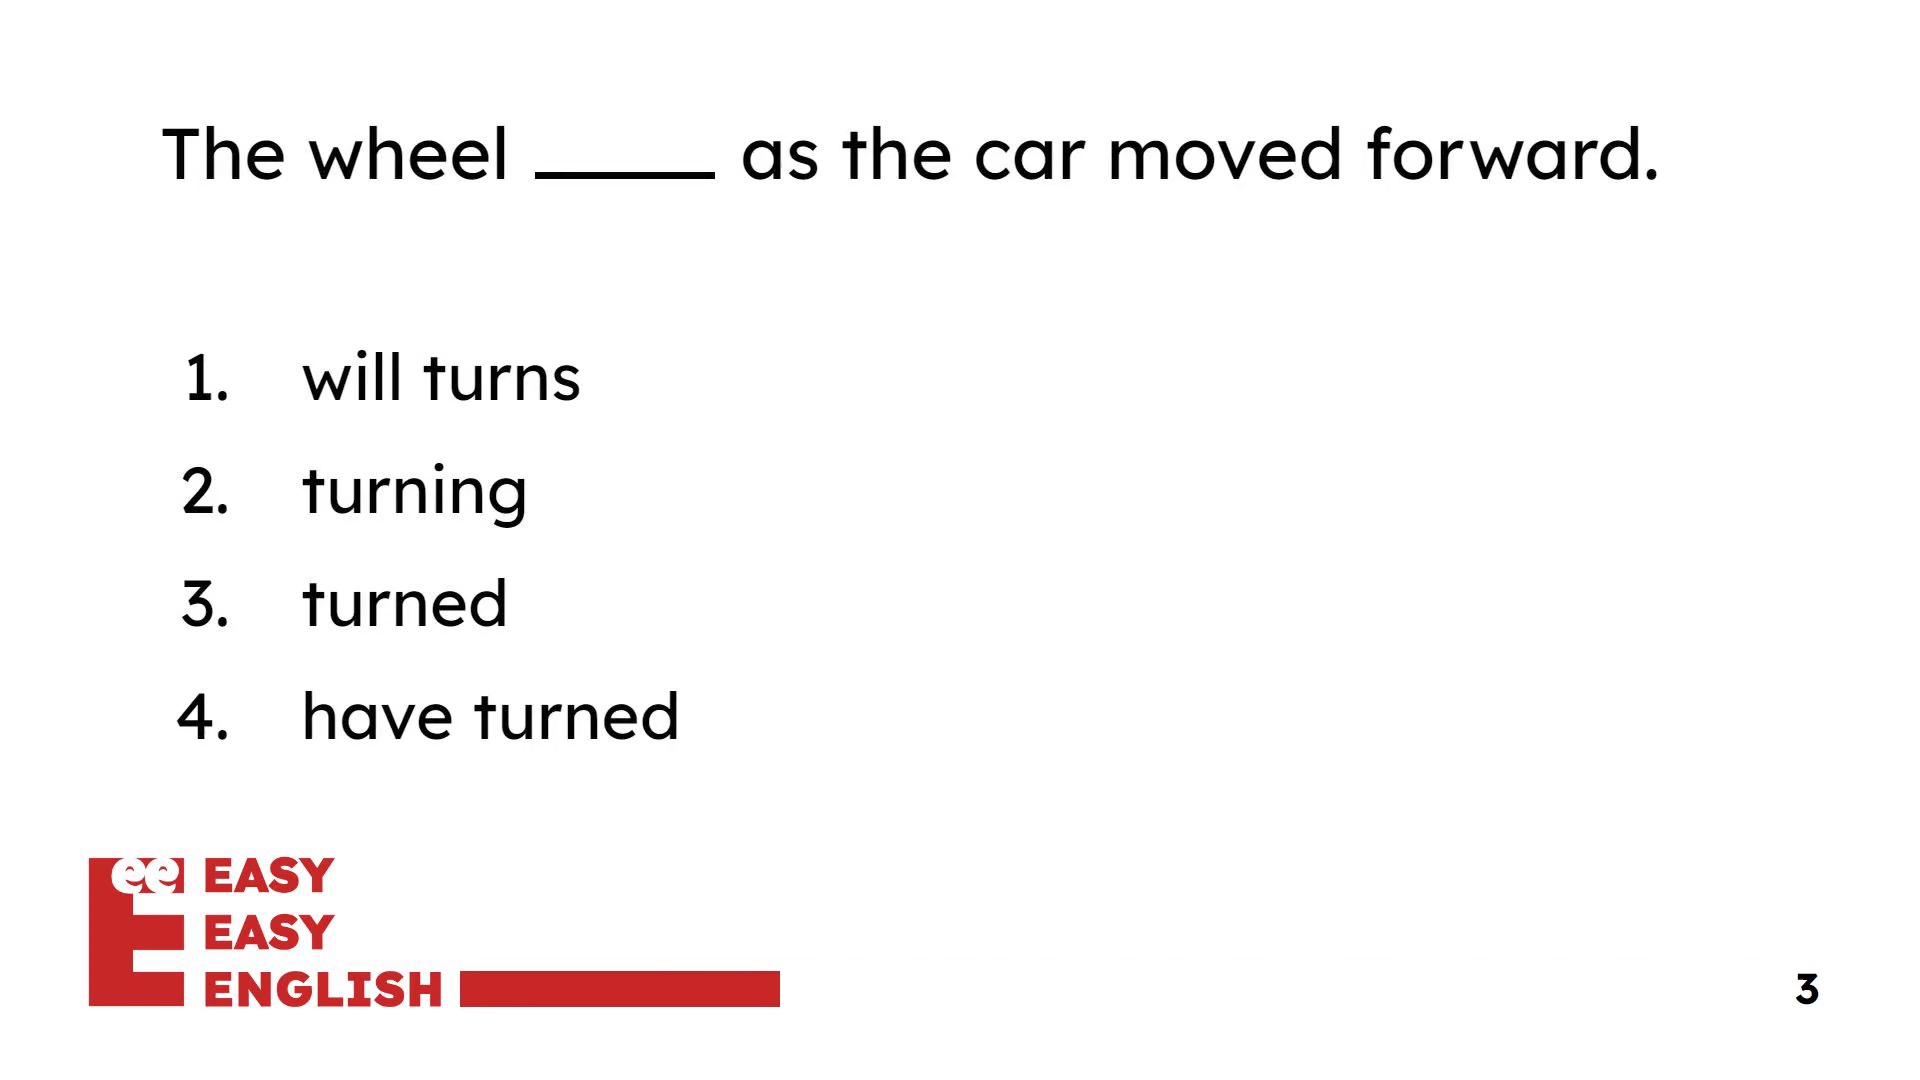 The wheel _____ as the car moved forward.
1. will turns
2. turning
3. turned
4. have turned
ee EASY
EASY
ENGLISH
3